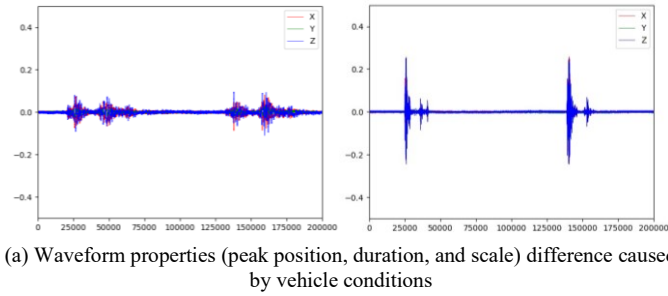 0.4
0.2
0.0
−0.2
−0.4
X
Y
Z
0 25000 50000 75000 100000 125000 150000 175000 200000
0.4
0.2
0.0
−0.2
−0.4
X
Y
Z
0 25000 50000 75000 100000 125000 150000 175000 200000
(a) Waveform properties (peak position, duration, and scale) difference caused
by vehicle conditions